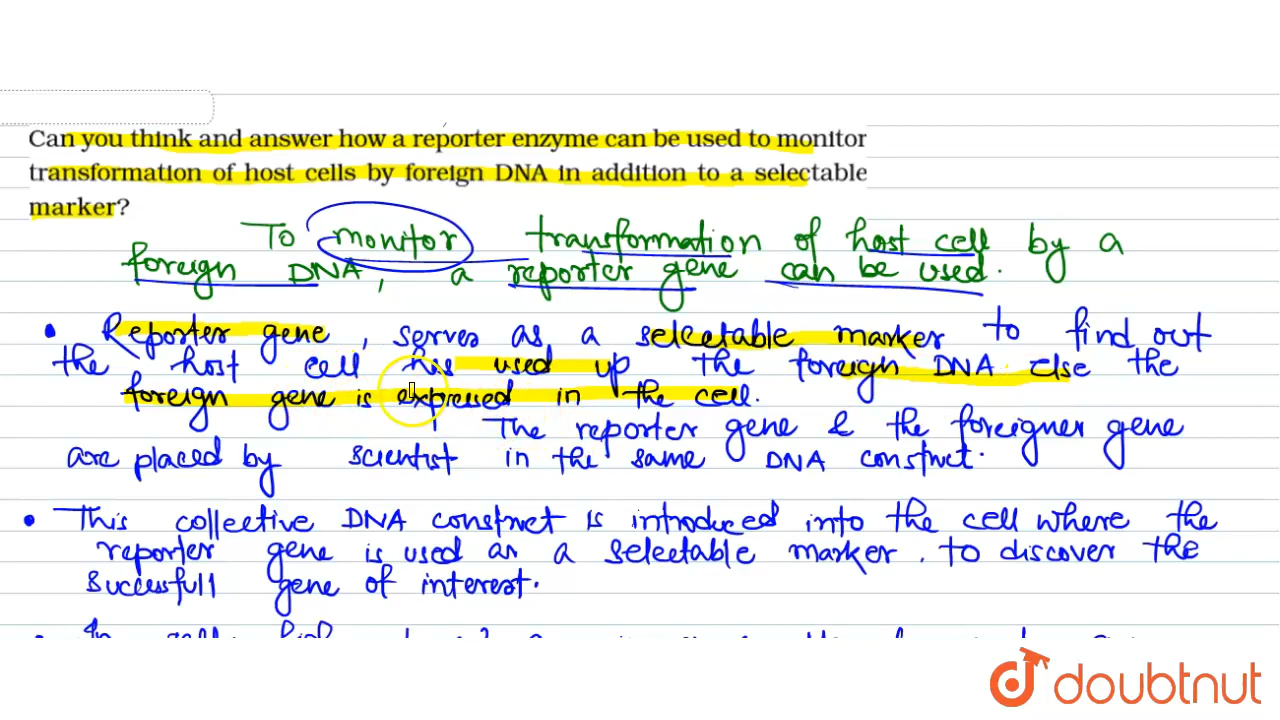 Can you think and answer how a reporter enzyme can be used to monitor
transformation of host cells by foreign DNA in addition to a selectable
marker?
To monitor transformation of host cell by a
foreign DNA, a reporter gene can be used.
• Reporter gene, serves as a selectable marker to find out
the host cell has used up the foreign DNA else the
foreign gene is expressed in the cell.
The reporter gene & the foreigner gene
are placed by scientist in the same DNA construct.
• This collective DNA construct is introduced into the cell where the
reporter gene is used as a selectable marker. to discover the
successfull gene of interest.
doubtnut